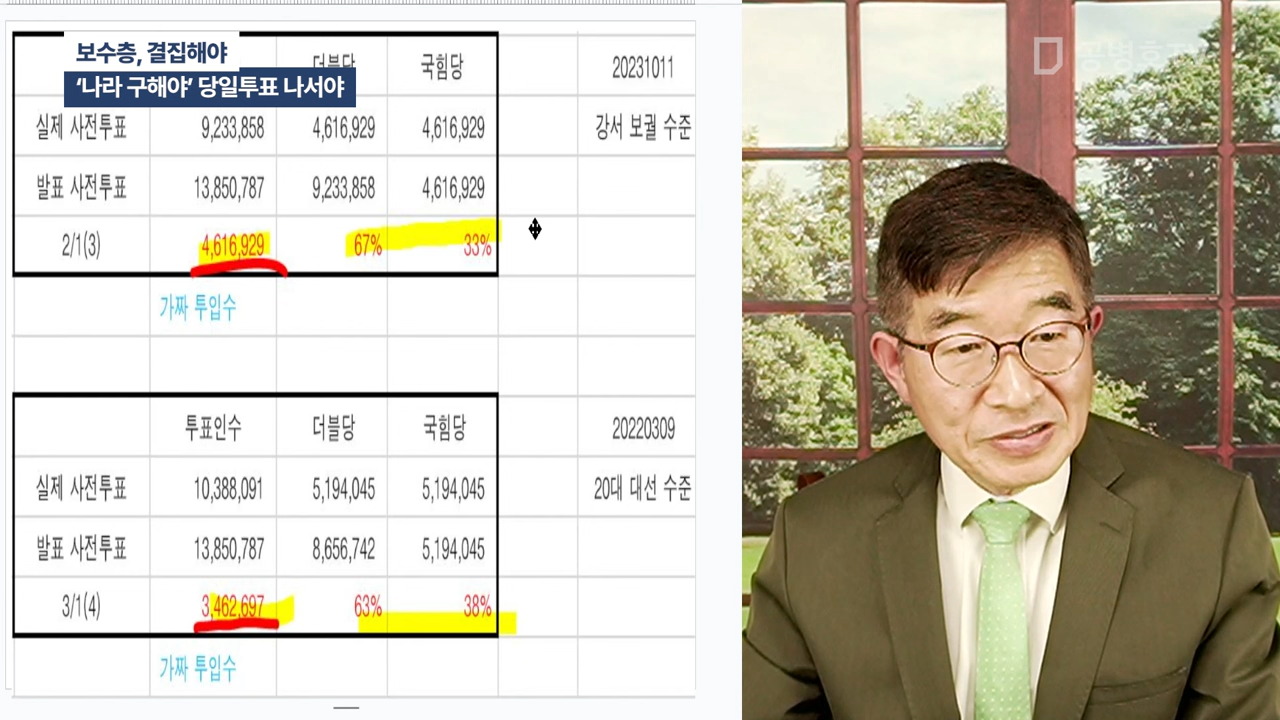 보수층, 결집해야
'나라 구해야' 당일투표 나서야
더블당 국힘당 20231011
실제 사전투표 9,233,858 4,616,929 4,616,929 강서 보궐 수준
발표 사전투표 13,850,787 9,233,858 4,616,929
2/1(3) 4,616,929 67% 33%
가짜 투입수
투표인수 더블당 국힘당 20220309
실제 사전투표 10,388,091 5,194,045 5,194,045 20대 대선 수준
발표 사전투표 13,850,787 8,656,742 5,194,045
3/1(4) 3,462,697 63% 38%
가짜 투입수